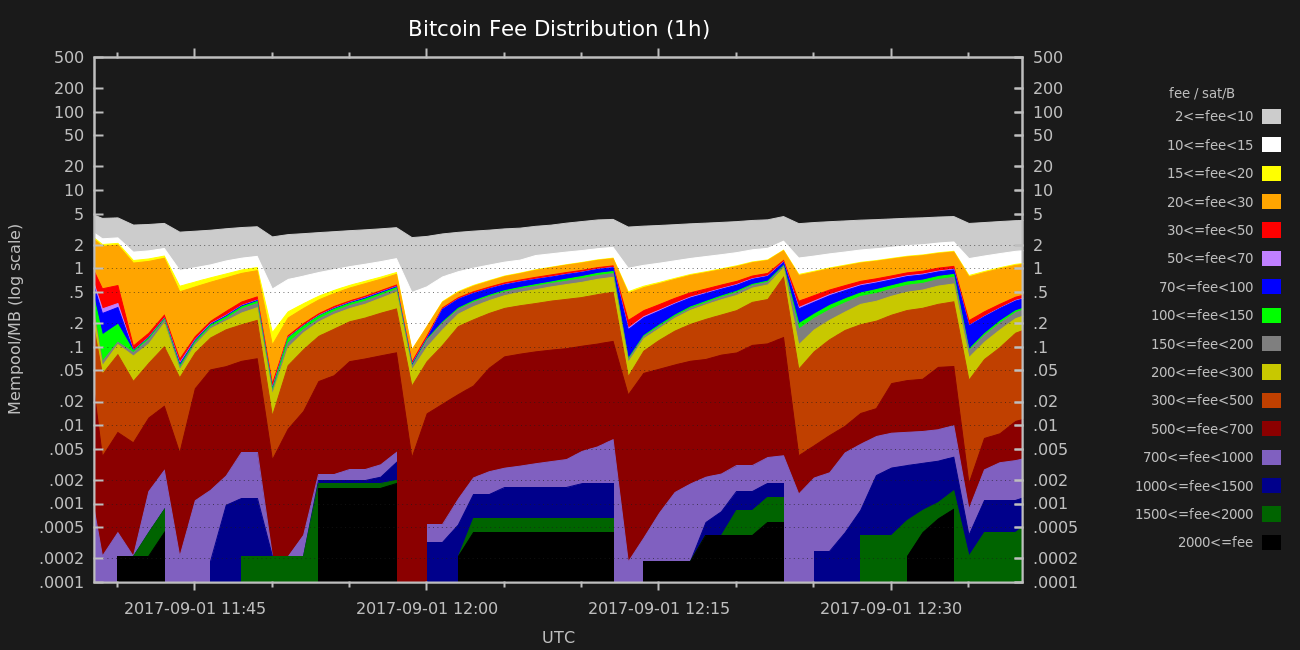 Bitcoin Fee Distribution (1h)
Mempool/MB (log scale)
500
200
100
50
20
10
5
2
1
.5
.2
.1
.05
.02
.01
.005
.002
.001
.0005
.0002
.0001
500
200
100
50
20
10
5
2
1
.5
.2
.1
.05
.02
.01
.005
.002
.001
.0005
.0002
.0001
2017-09-01 11:45
2017-09-01 12:00
2017-09-01 12:15
2017-09-01 12:30
UTC
fee / sat/B
2<=fee<10
10<=fee<15
15<=fee<20
20<=fee<30
30<=fee<50
50<=fee<70
70<=fee<100
100<=fee<150
150<=fee<200
200<=fee<300
300<=fee<500
500<=fee<700
700<=fee<1000
1000<=fee<1500
1500<=fee<2000
2000<=fee